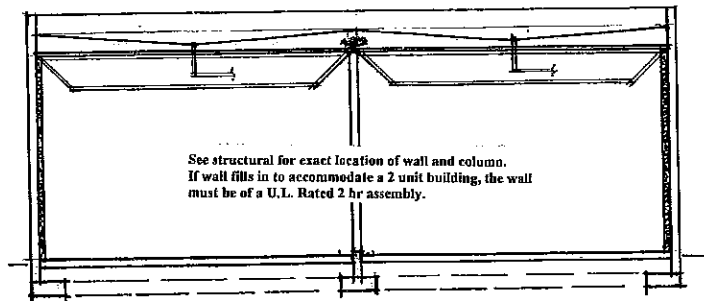 See structural for exact location of wall and column.
If wall fills in to accommodate a 2 unit building, the wall
must be of a U.L. Rated 2 hr assembly.